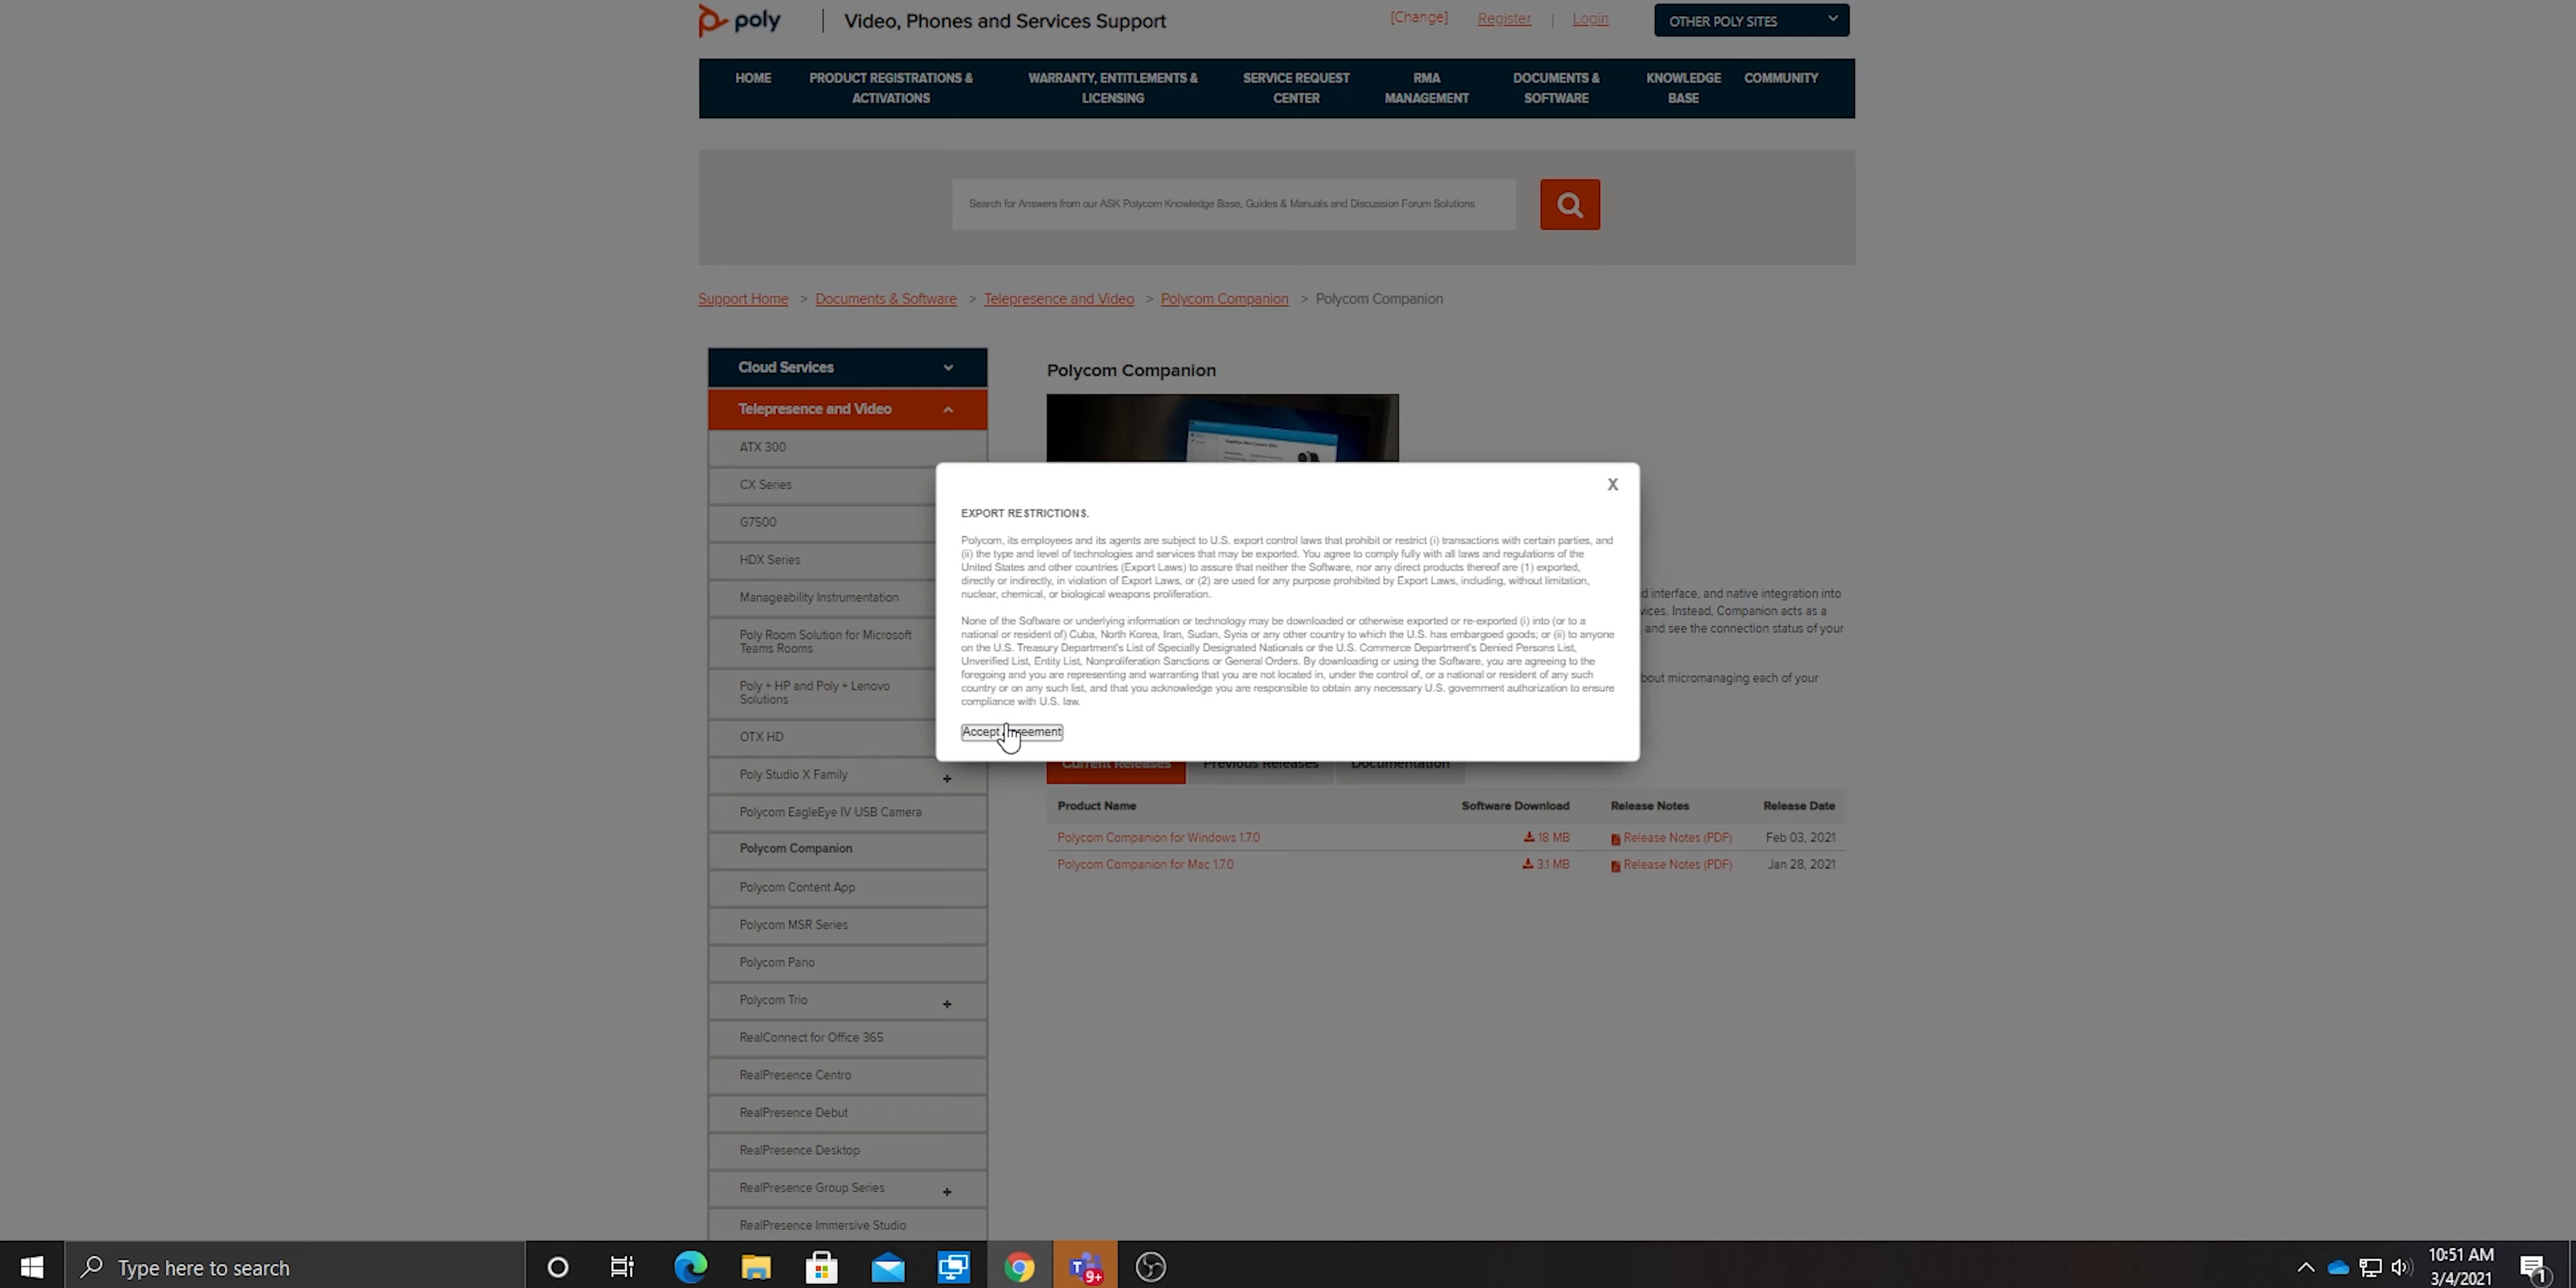 poly | Video, Phones and Services Support
[Change] Register | Login
OTHER POLY SITES
HOME
PRODUCT REGISTRATIONS &
ACTIVATIONS
WARRANTY, ENTITLEMENTS &
LICENSING
SERVICE REQUEST
CENTER
RMA
MANAGEMENT
DOCUMENTS &
SOFTWARE
KNOWLEDGE
BASE
COMMUNITY
Search for Answers from our ASK Polycom Knowledge Base, Guides & Manuals and Discussion Forum Solutions
Support Home > Documents & Software > Telepresence and Video > Polycom Companion > Polycom Companion
Cloud Services
Telepresence and Video
ATX 300
CX Series
G7500
HDX Series
Manageability Instrumentation
Poly Room Solution for Microsoft
Teams Rooms
Poly + HP and Poly + Lenovo
Solutions
OTX HD
Poly Studio X Family +
Polycom EagleEye IV USB Camera
Polycom Companion
Polycom Content App
Polycom MSR Series
Polycom Pano
Polycom Trio +
RealConnect for Office 365
RealPresence Centro
RealPresence Debut
RealPresence Desktop
RealPresence Group Series +
RealPresence Immersive Studio
Polycom Companion
X
EXPORT RESTRICTIONS.
Polycom, its employees and its agents are subject to U.S. export control laws that prohibit or restrict (i) transactions with certain parties, and
(ii) the type and level of technologies and services that may be exported. You agree to comply fully with all laws and regulations of the
United States and other countries (Export Laws) to assure that neither the Software, nor any direct products thereof are (1) exported,
directly or indirectly, in violation of Export Laws, or (2) are used for any purpose prohibited by Export Laws, including, without limitation,
nuclear, chemical, or biological weapons proliferation.
None of the Software or underlying information or technology may be downloaded or otherwise exported or re-exported (i) into (or to a
national or resident of) Cuba, North Korea, Iran, Sudan, Syria or any other country to which the U.S. has embargoed goods; or (ii) to anyone
on the U.S. Treasury Department's List of Specially Designated Nationals or the U.S. Commerce Department's Denied Persons List,
Unverified List, Entity List, Nonproliferation Sanctions or General Orders. By downloading or using the Software, you are agreeing to the
foregoing and you are representing and warranting that you are not located in, under the control of, or a national or resident of any such
country or on any such list, and that you acknowledge you are responsible to obtain any necessary U.S. government authorization to ensure
compliance with U.S. law.
Accept Agreement
d interface, and native integration into
vices. Instead, Companion acts as a
and see the connection status of your
bout micromanaging each of your
Current Releases Previous Releases Documentation
Product Name Software Download Release Notes Release Date
Polycom Companion for Windows 1.7.0 18 MB Release Notes (PDF) Feb 03, 2021
Polycom Companion for Mac 1.7.0 3.1 MB Release Notes (PDF) Jan 28, 2021
Type here to search
T 9+
10:51 AM
3/4/2021
1